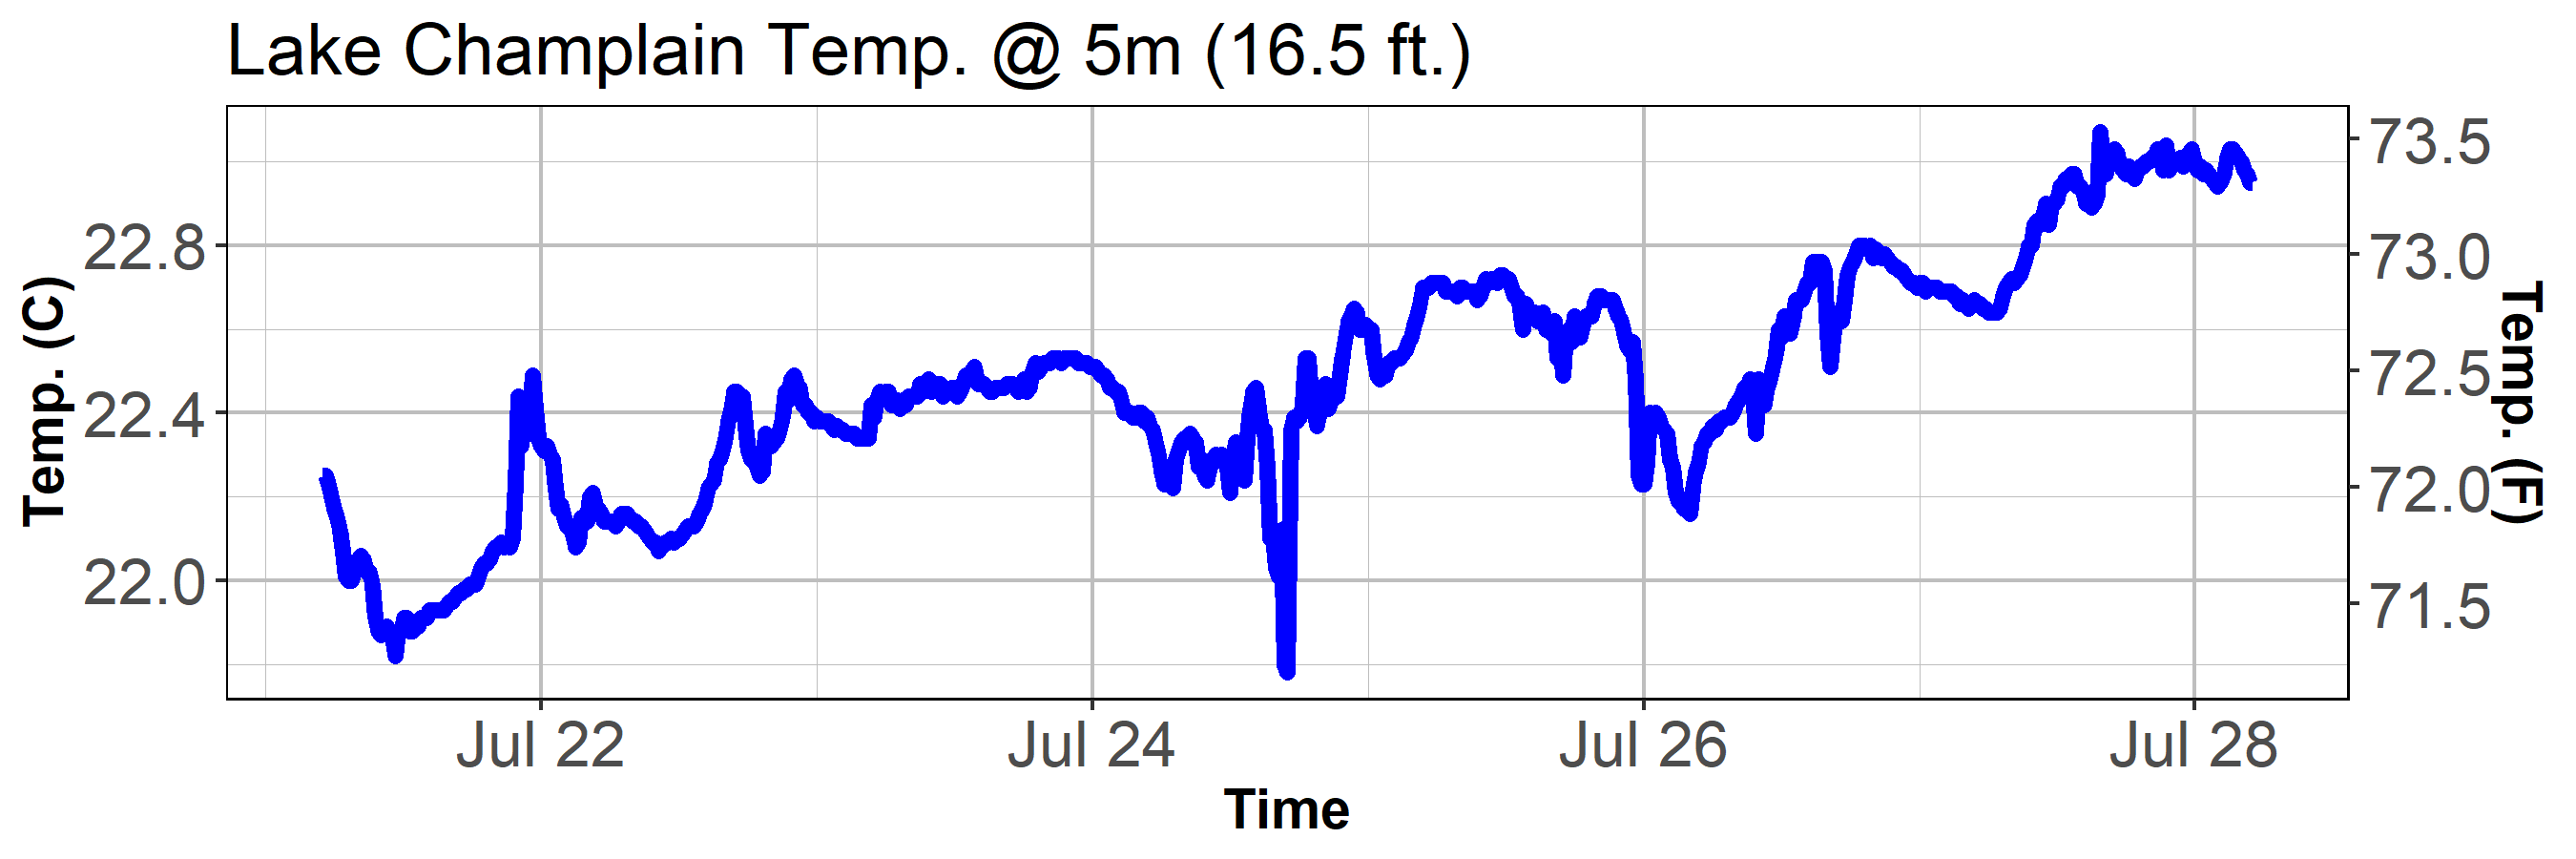 Lake Champlain Temp. @ 5m (16.5 ft.)
Temp. (C)
22.8
22.4
22.0
73.5
73.0
72.5
72.0
71.5
Temp. (F)
Jul 22
Jul 24
Jul 26
Jul 28
Time